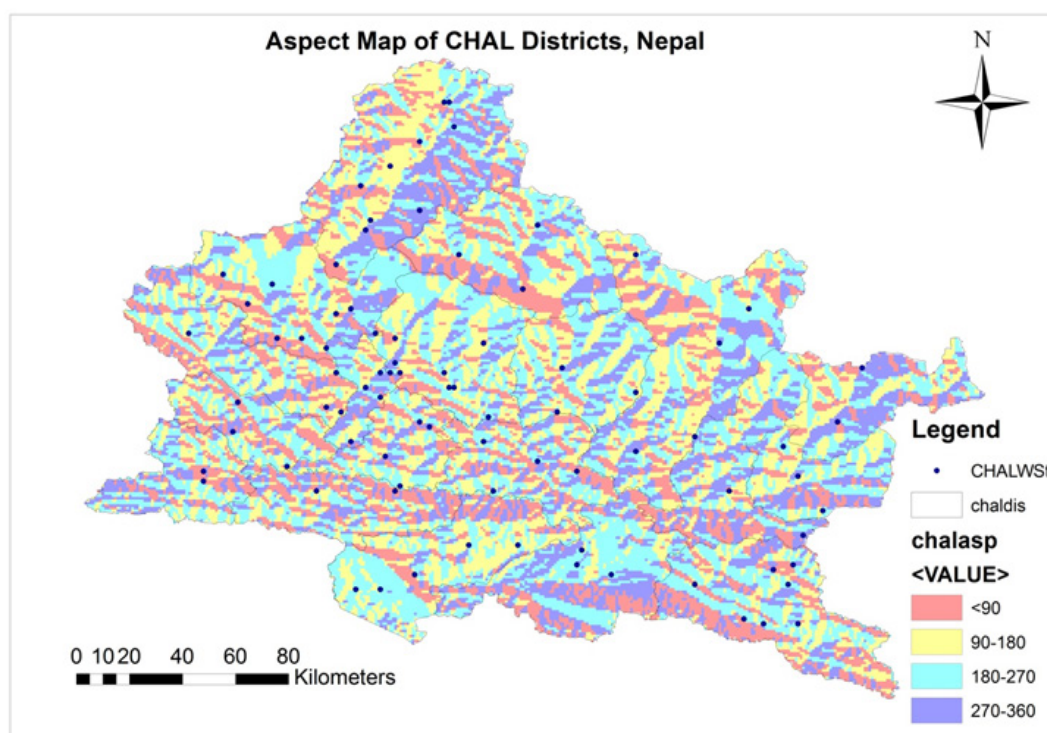 Aspect Map of CHAL Districts, Nepal
N
Legend
CHALWSt
chaldis
chalasp
<VALUE>
<90
90-180
180-270
270-360
0 10 20 40 60 80
Kilometers